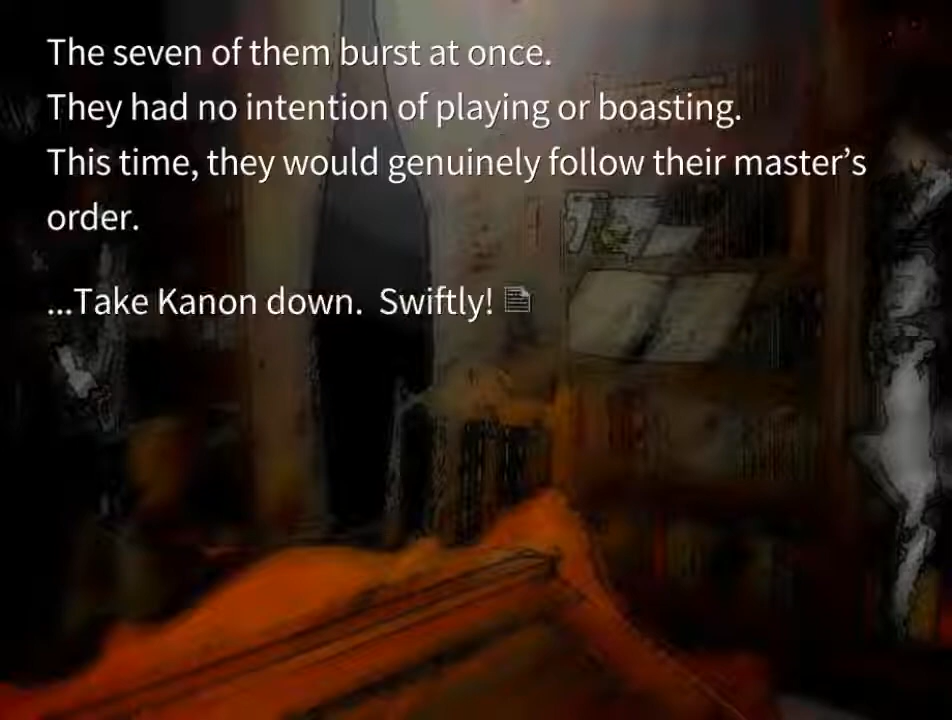 The seven of them burst at once.
They had no intention of playing or boasting.
This time, they would genuinely follow their master’s
order.
...Take Kanon down.  Swiftly!